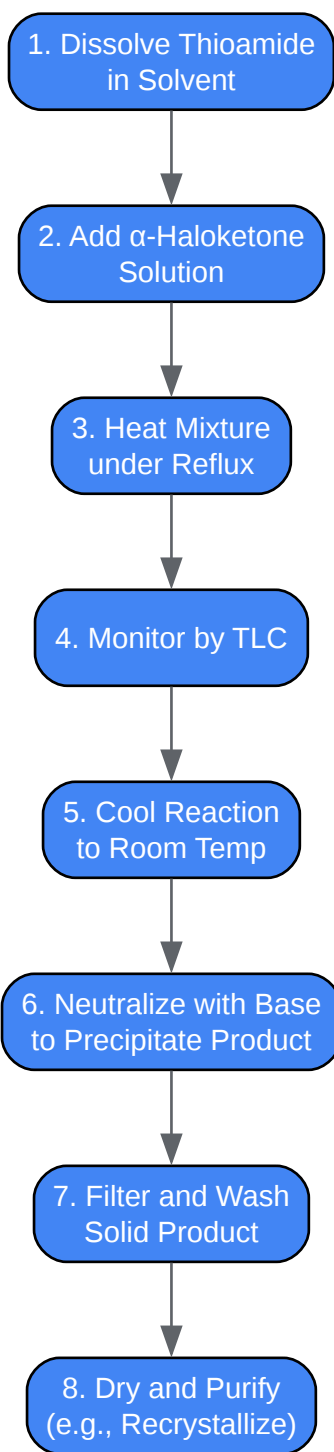 1. Dissolve Thioamide
in Solvent
2. Add α-Haloketone
Solution
3. Heat Mixture
under Reflux
4. Monitor by TLC
5. Cool Reaction
to Room Temp
6. Neutralize with Base
to Precipitate Product
7. Filter and Wash
Solid Product
8. Dry and Purify
(e.g., Recrystallize)